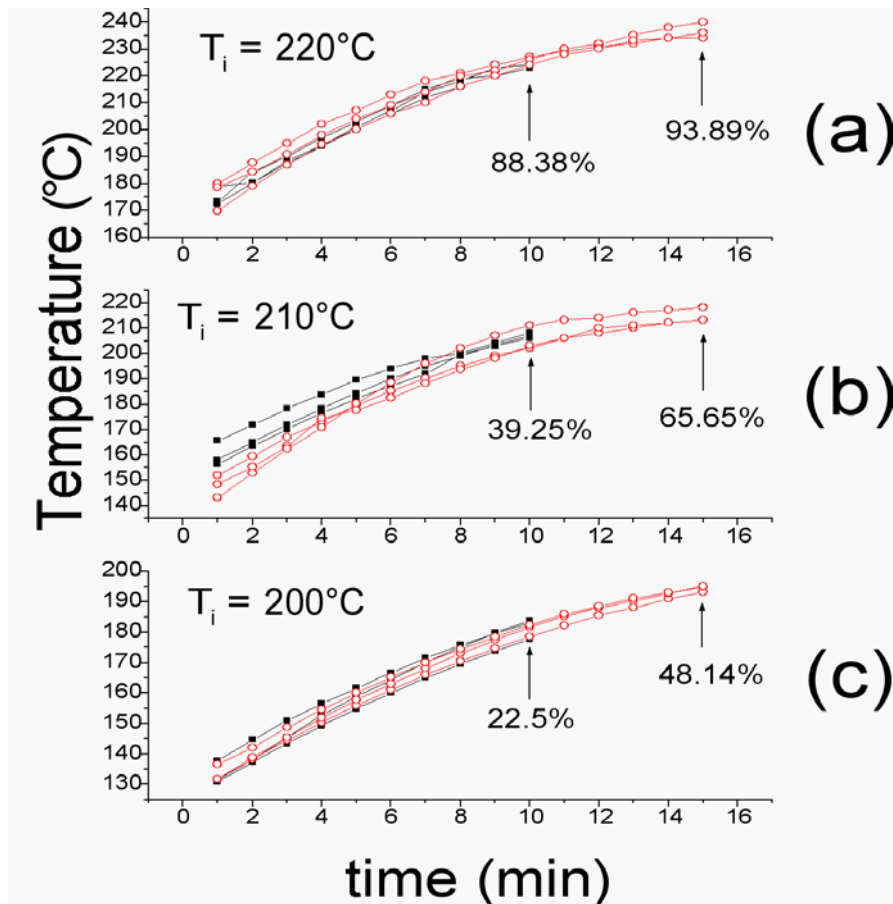 Temperature (°C)
240
230
220
210
200
190
180
170
160
Ti = 220°C
88.38%
93.89%
(a)
0 2 4 6 8 10 12 14 16
220
210
200
190
180
170
160
150
140
Ti = 210°C
39.25%
65.65%
(b)
0 2 4 6 8 10 12 14 16
200
190
180
170
160
150
140
130
Ti = 200°C
22.5%
48.14%
(c)
0 2 4 6 8 10 12 14 16
time (min)